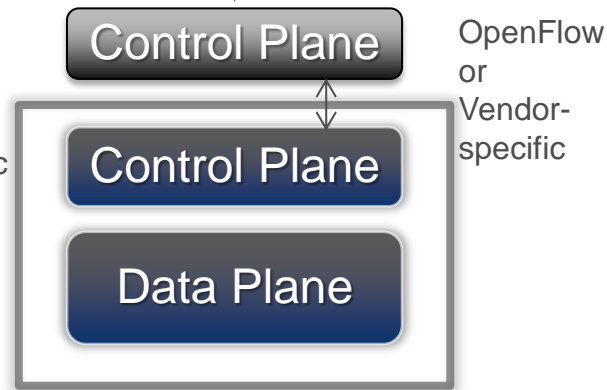 Control Plane
OpenFlow
or
Vendor-
specific
c
Control Plane
Data Plane